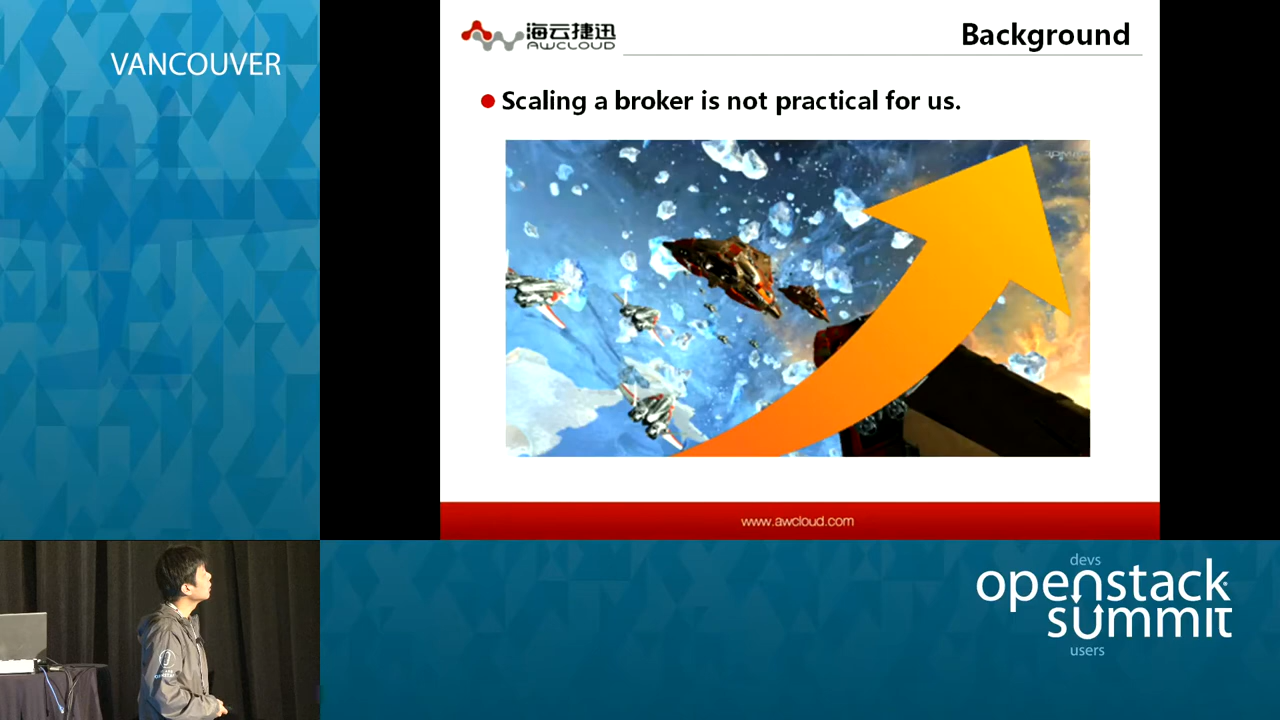 VANCOUVER
海云捷迅
AWCLOUD
Background
Scaling a broker is not practical for us.
www.awcloud.com
devs
openstack
summit
users